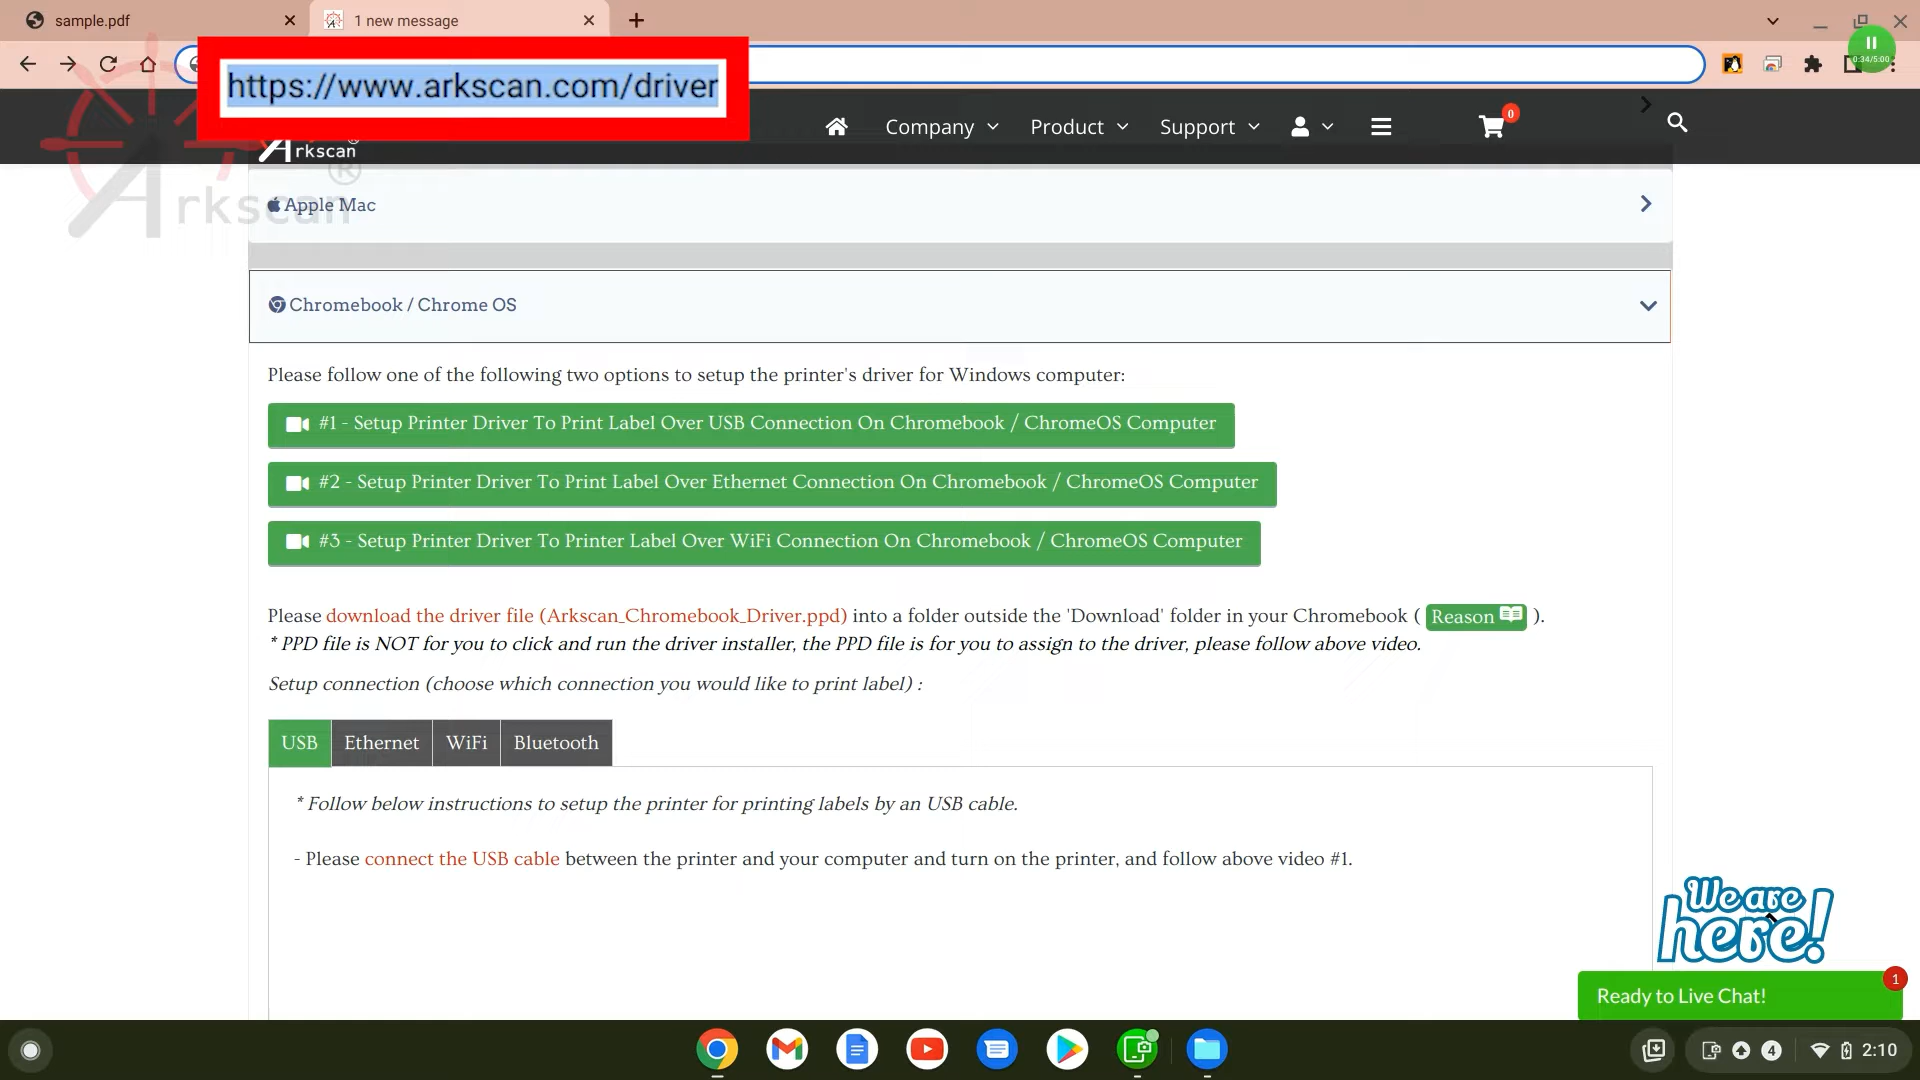 sample.pdf
1 new message
0:34/5:00
https://www.arkscan.com/driver
Arkscan
®
Company
Product
Support
0
Arkscan
®
Apple Mac
Chromebook / Chrome OS
Please follow one of the following two options to setup the printer's driver for Windows computer:
#1 - Setup Printer Driver To Print Label Over USB Connection On Chromebook / ChromeOS Computer
#2 - Setup Printer Driver To Print Label Over Ethernet Connection On Chromebook / ChromeOS Computer
#3 - Setup Printer Driver To Printer Label Over WiFi Connection On Chromebook / ChromeOS Computer
Please download the driver file (Arkscan_Chromebook_Driver.ppd) into a folder outside the 'Download' folder in your Chromebook ( Reason ).
* PPD file is NOT for you to click and run the driver installer, the PPD file is for you to assign to the driver, please follow above video.
Setup connection (choose which connection you would like to print label) :
USB
Ethernet
WiFi
Bluetooth
* Follow below instructions to setup the printer for printing labels by an USB cable.
- Please connect the USB cable between the printer and your computer and turn on the printer, and follow above video #1.
We are
here!
1
Ready to Live Chat!
4
2:10